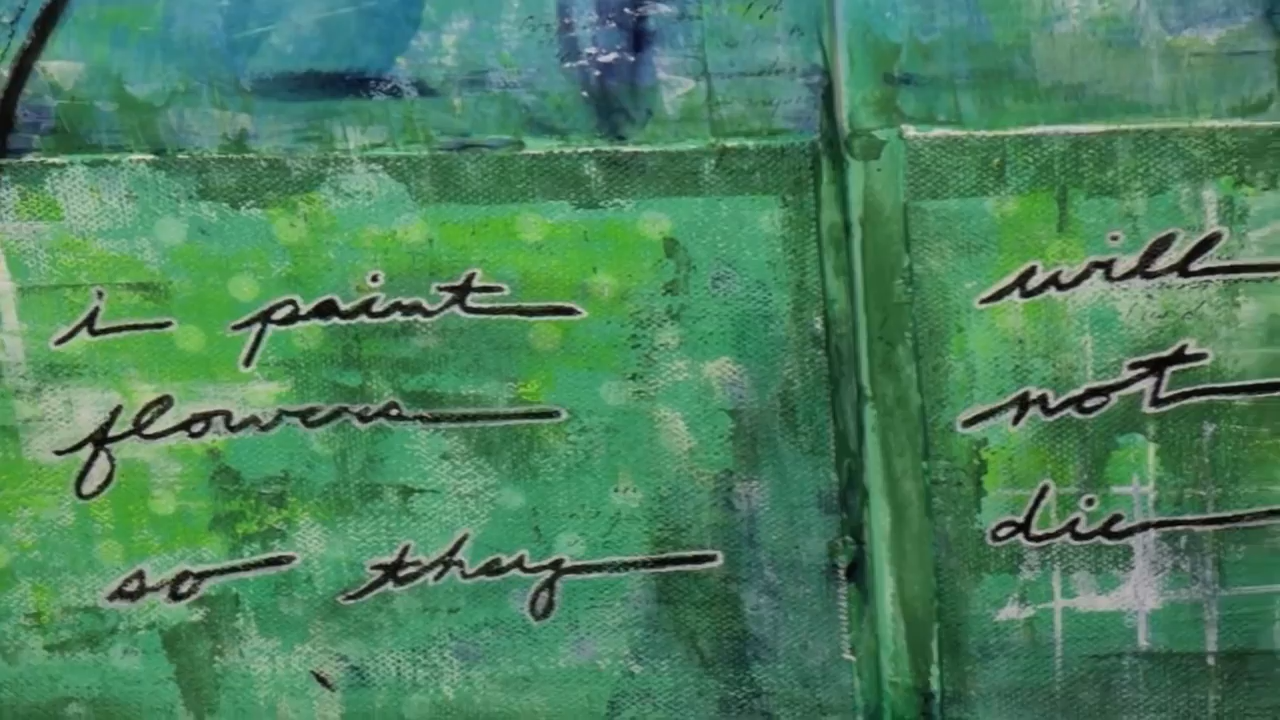 i paint
flowers
so they
will
not
die